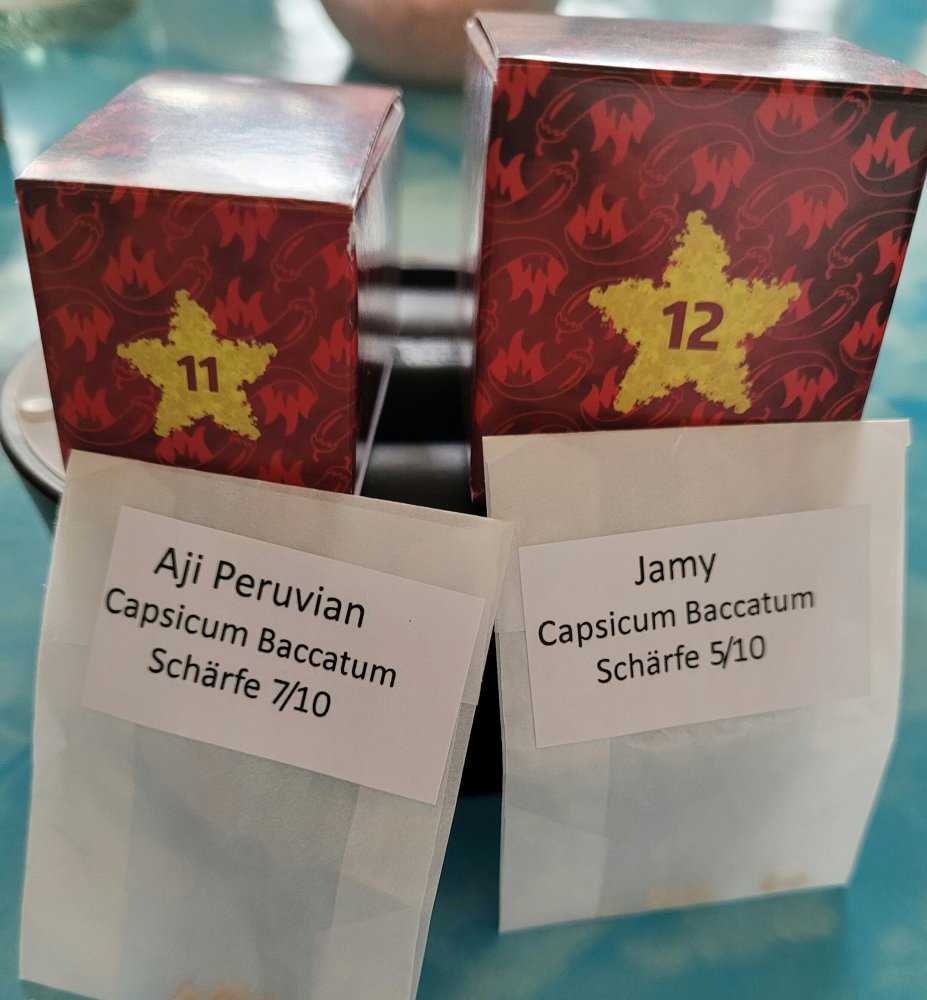 11
12
Aji Peruvian
Capsicum Baccatum
Schärfe 7/10
Jamy
Capsicum Baccatum
Schärfe 5/10